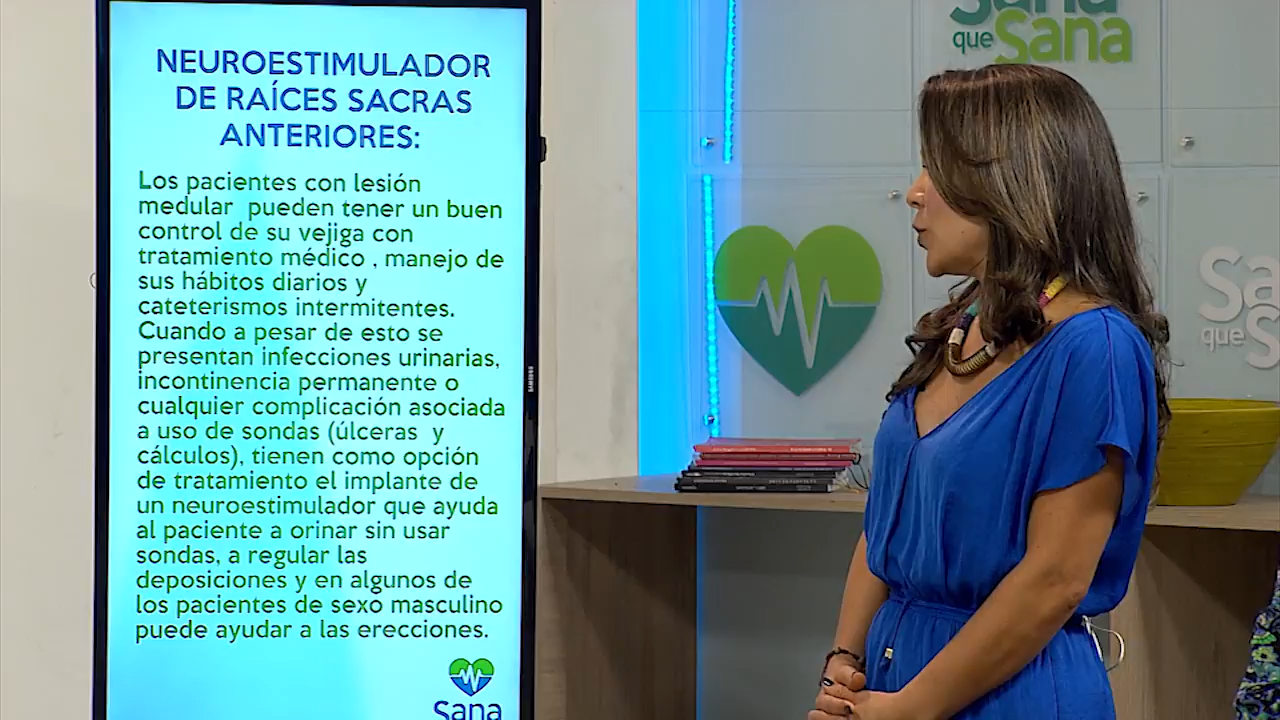 NEUROESTIMULADOR
DE RAÍCES SACRAS
ANTERIORES:
Los pacientes con lesión
medular pueden tener un buen
control de su vejiga con
tratamiento médico , manejo de
sus hábitos diarios y
cateterismos intermitentes.
Cuando a pesar de esto se
presentan infecciones urinarias,
incontinencia permanente o
cualquier complicación asociada
a uso de sondas (úlceras y
cálculos), tienen como opción
de tratamiento el implante de
un neuroestimulador que ayuda
al paciente a orinar sin usar
sondas, a regular las
deposiciones y en algunos de
los pacientes de sexo masculino
puede ayudar a las erecciones.
Sana
SAMSUNG
Sana
que Sana
Sa
que S